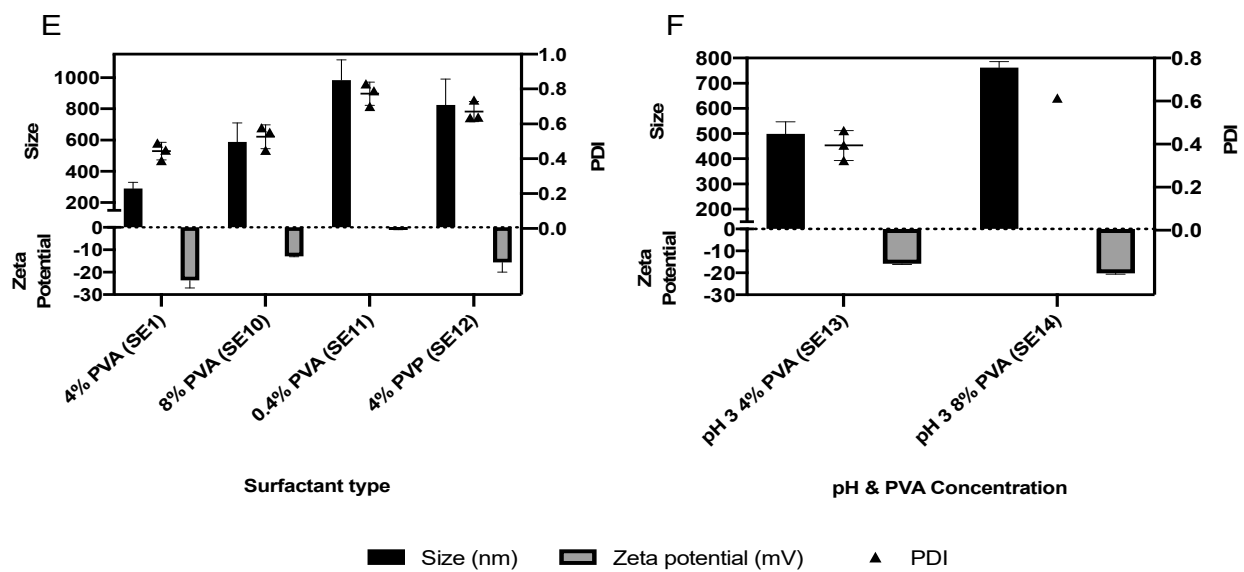 E
Size
1000
800
600
400
200
Zeta
Potential
0
-10
-20
-30
1.0
0.8
0.6
0.4
0.2
0.0
PDI
4% PVA (SE1)
8% PVA (SE10)
0.4% PVA (SE11)
4% PVP (SE12)
Surfactant type
F
Size
800
700
600
500
400
300
200
Zeta
Potential
0
-10
-20
-30
0.8
0.6
0.4
0.2
0.0
PDI
pH 3 4% PVA (SE13)
pH 3 8% PVA (SE14)
pH & PVA Concentration
Size (nm)
Zeta potential (mV)
PDI